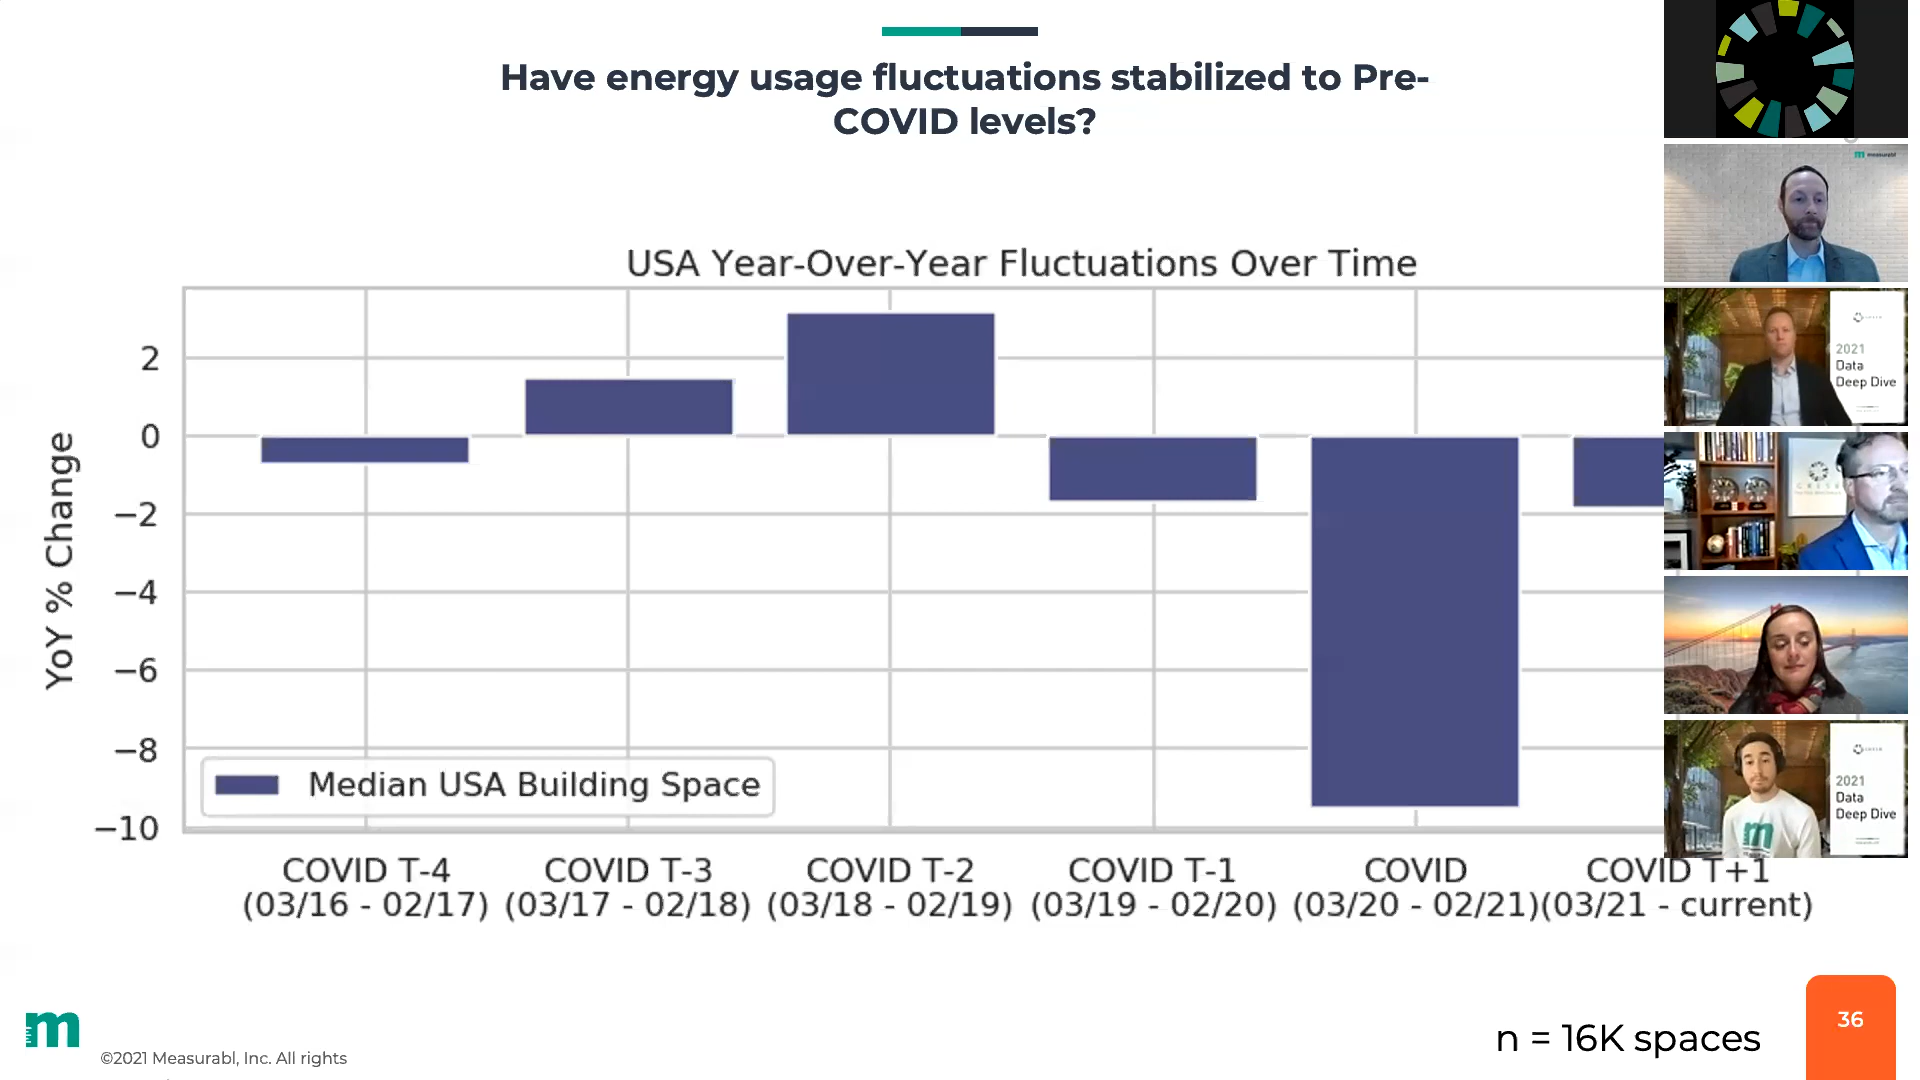 Have energy usage fluctuations stabilized to Pre-
COVID levels?
USA Year-Over-Year Fluctuations Over Time
YoY % Change
2
0
−2
−4
−6
−8
−10
Median USA Building Space
COVID T-4
(03/16 - 02/17)
COVID T-3
(03/17 - 02/18)
COVID T-2
(03/18 - 02/19)
COVID T-1
(03/19 - 02/20)
COVID
(03/20 - 02/21)
COVID T+1
(03/21 - current)
m
©2021 Measurabl, Inc. All rights
n = 16K spaces
36
measurabl
2021
Data
Deep Dive
2021
Data
Deep Dive
m